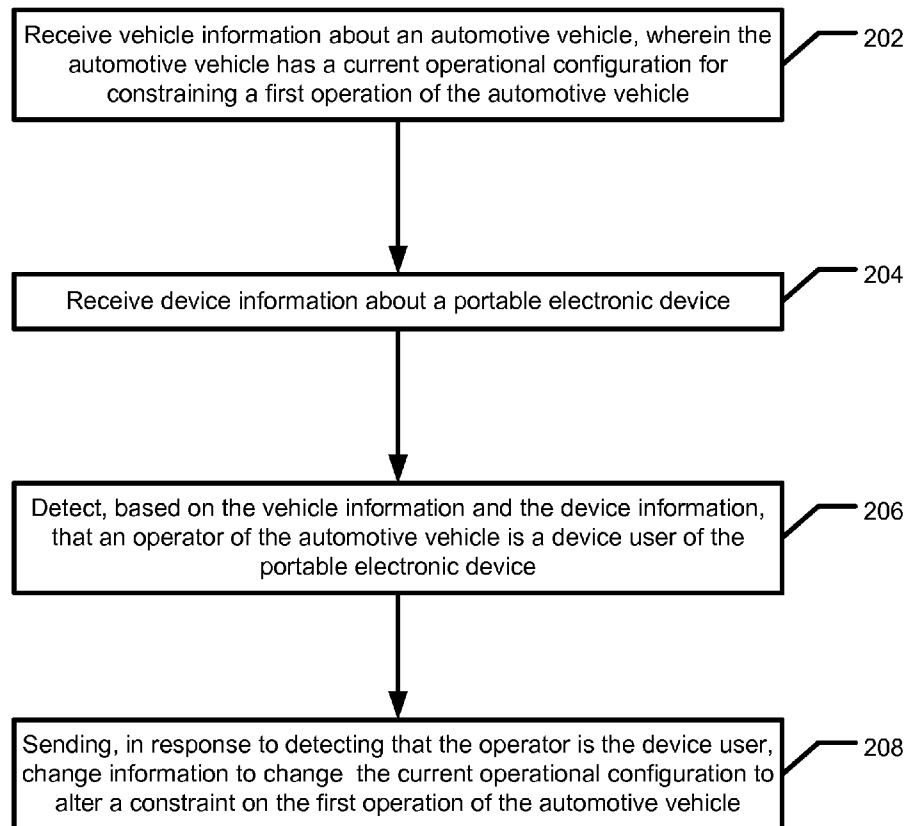 Receive vehicle information about an automotive vehicle, wherein the
automotive vehicle has a current operational configuration for
constraining a first operation of the automotive vehicle
202
Receive device information about a portable electronic device
204
Detect, based on the vehicle information and the device information,
that an operator of the automotive vehicle is a device user of the
portable electronic device
206
Sending, in response to detecting that the operator is the device user,
change information to change  the current operational configuration to
alter a constraint on the first operation of the automotive vehicle
208